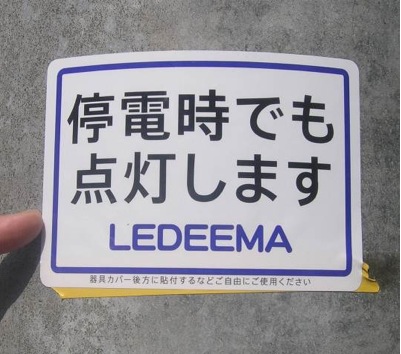 停電時でも
点灯します
LEDEEMA
器具カバー後方に貼付するなどご自由にご使用ください